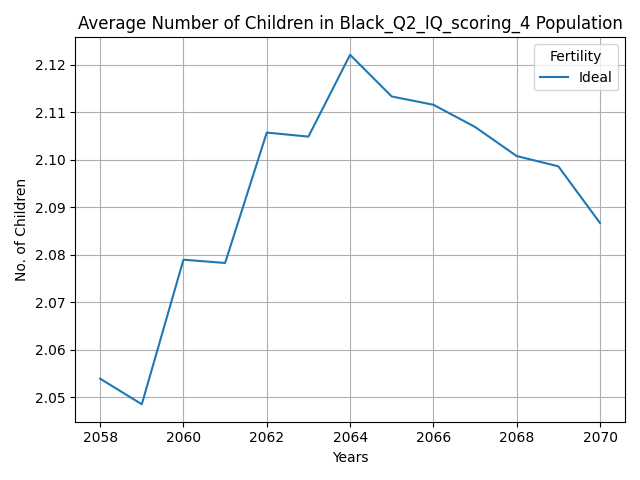 Average Number of Children in Black_Q2_IQ_scoring_4 Population
Fertility
Ideal
No. of Children
2.12
2.11
2.10
2.09
2.08
2.07
2.06
2.05
2058 2060 2062 2064 2066 2068 2070
Years